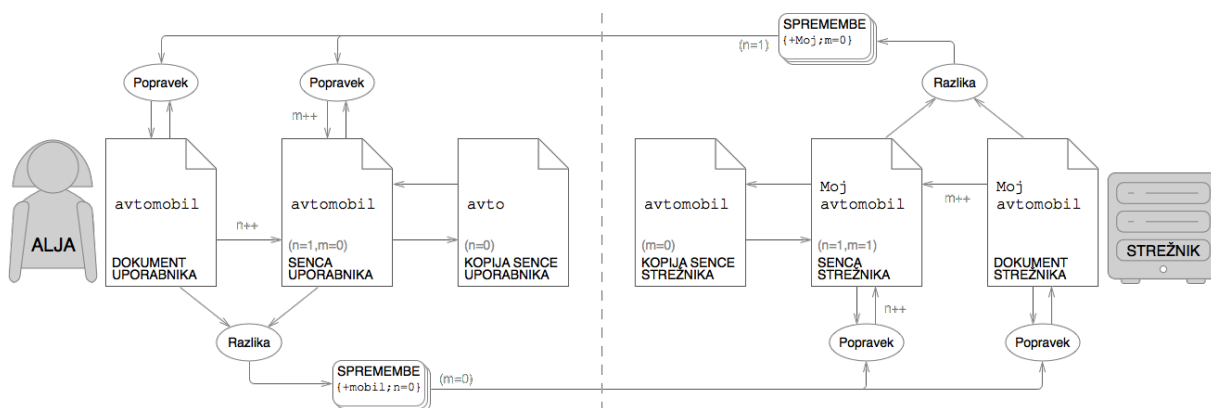 SPREMEMBE
{+Moj;m=0}
(n=1)
Popravek
Popravek
Razlika
m++
avtomobil
avtomobil
avto
avtomobil
Moj
avtomobil
m++
Moj
avtomobil
n++
ALJA
STREŽNIK
(n=1,m=0)
(n=0)
(m=0)
(n=1,m=1)
DOKUMENT
UPORABNIKA
SENCA
UPORABNIKA
KOPIJA SENCE
UPORABNIKA
KOPIJA SENCE
STREŽNIKA
SENCA
STREŽNIKA
DOKUMENT
STREŽNIKA
n++
Razlika
Popravek
Popravek
SPREMEMBE
{+mobil;n=0}
(m=0)